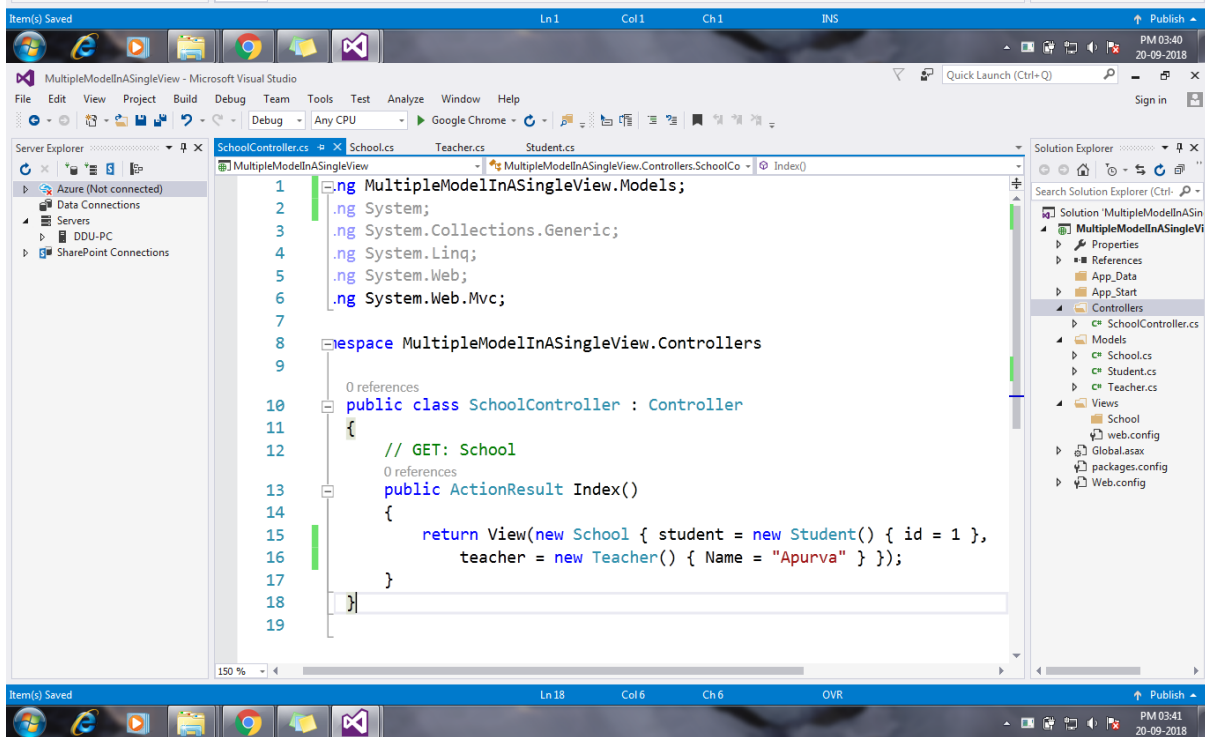 Item(s) Saved Ln 1 Col 1 Ch 1 INS Publish
PM 03:40
20-09-2018
MultipleModelInASingleView - Microsoft Visual Studio Quick Launch (Ctrl+Q)
File Edit View Project Build Debug Team Tools Test Analyze Window Help Sign in
Debug Any CPU Google Chrome
Server Explorer
Azure (Not connected)
Data Connections
Servers
DDU-PC
SharePoint Connections
SchoolController.cs School.cs Teacher.cs Student.cs
MultipleModelInASingleView MultipleModelInASingleView.Controllers.SchoolCo Index()
1 ng MultipleModelInASingleView.Models;
2 .ng System;
3 .ng System.Collections.Generic;
4 .ng System.Linq;
5 .ng System.Web;
6 .ng System.Web.Mvc;
7
8 mespace MultipleModelInASingleView.Controllers
9
0 references
10 public class SchoolController : Controller
11 {
12 // GET: School
0 references
13 public ActionResult Index()
14 {
15 return View(new School { student = new Student() { id = 1 },
16 teacher = new Teacher() { Name = "Apurva" } });
17 }
18 }
19
150 %
Solution Explorer
Search Solution Explorer (Ctrl-
Solution 'MultipleModelInASin
MultipleModelInASingleVi
Properties
References
App_Data
App_Start
Controllers
C# SchoolController.cs
Models
C# School.cs
C# Student.cs
C# Teacher.cs
Views
School
web.config
Global.asax
packages.config
Web.config
Item(s) Saved Ln 18 Col 6 Ch 6 OVR Publish
PM 03:41
20-09-2018